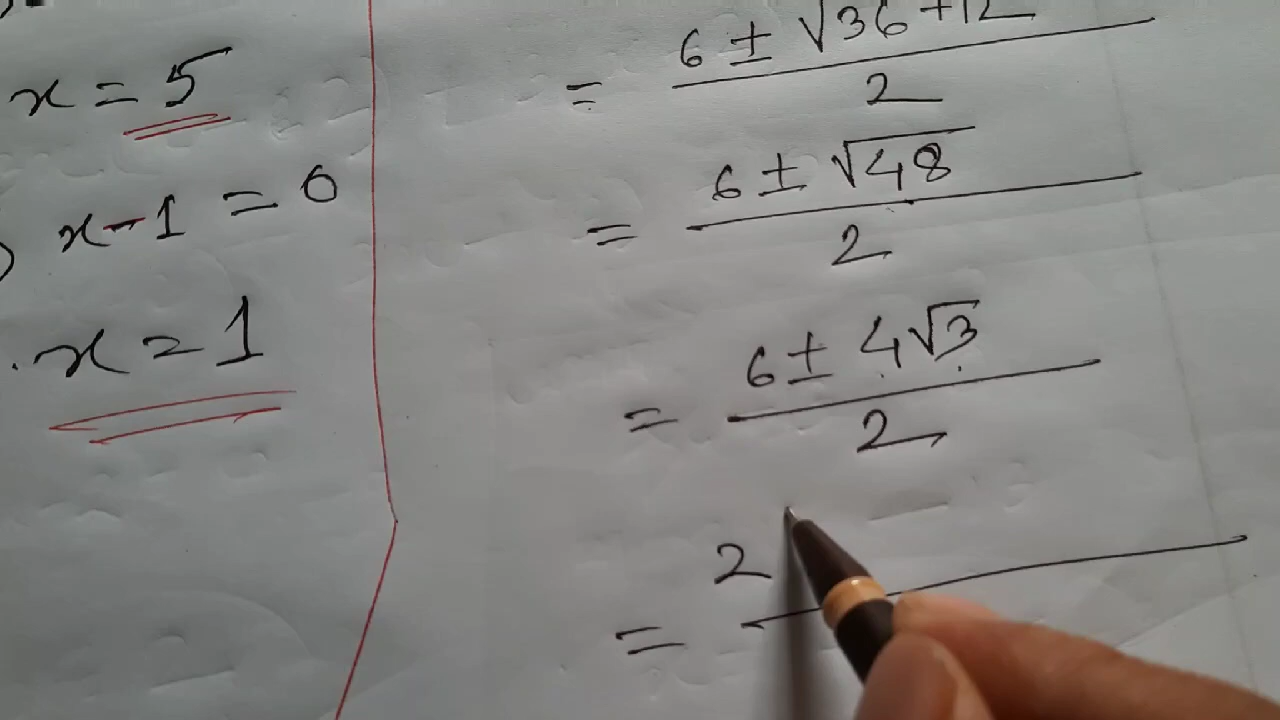 x = 5
x - 1 = 0
x = 1
= 6 ± √36 + 12 / 2
= 6 ± √48 / 2
= 6 ± 4√3 / 2
= 2